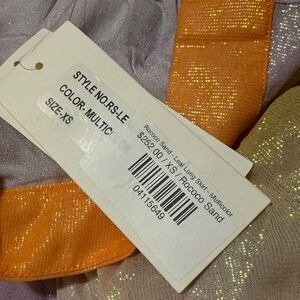 STYLE NO.RS-LE
COLOR- MULTIC
SIZE-XS
Rococo Sand - Leal Long Skirt - Multicolor
$252.00 / XS / Rococo Sand
04115649